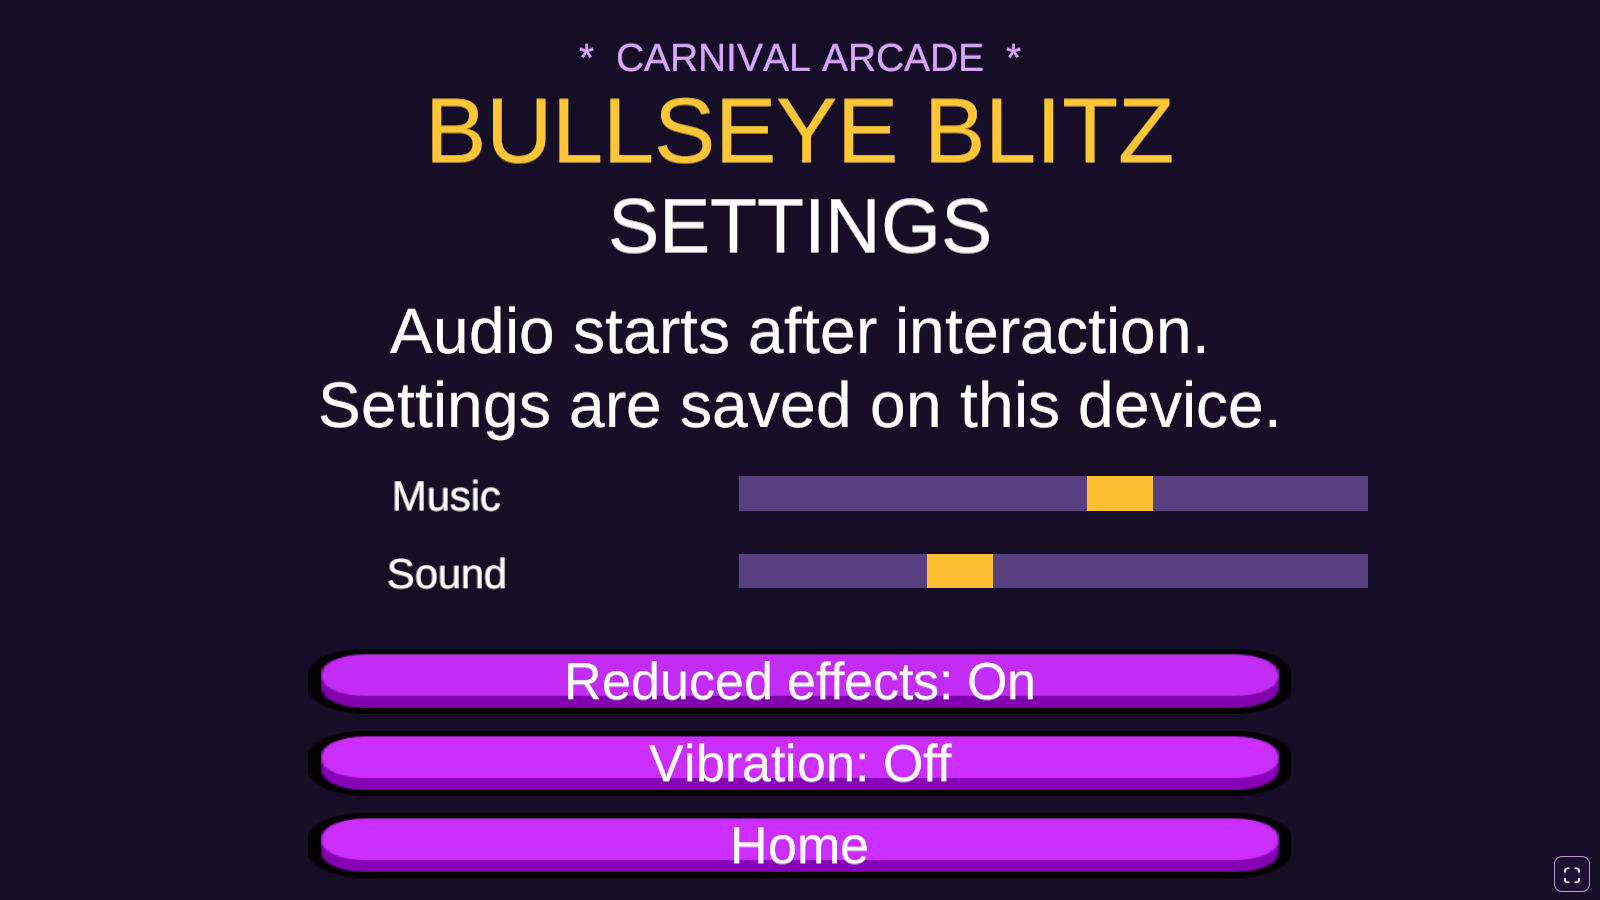 * CARNIVAL ARCADE *
BULLSEYE BLITZ
SETTINGS
Audio starts after interaction.
Settings are saved on this device.
Music
Sound
Reduced effects: On
Vibration: Off
Home